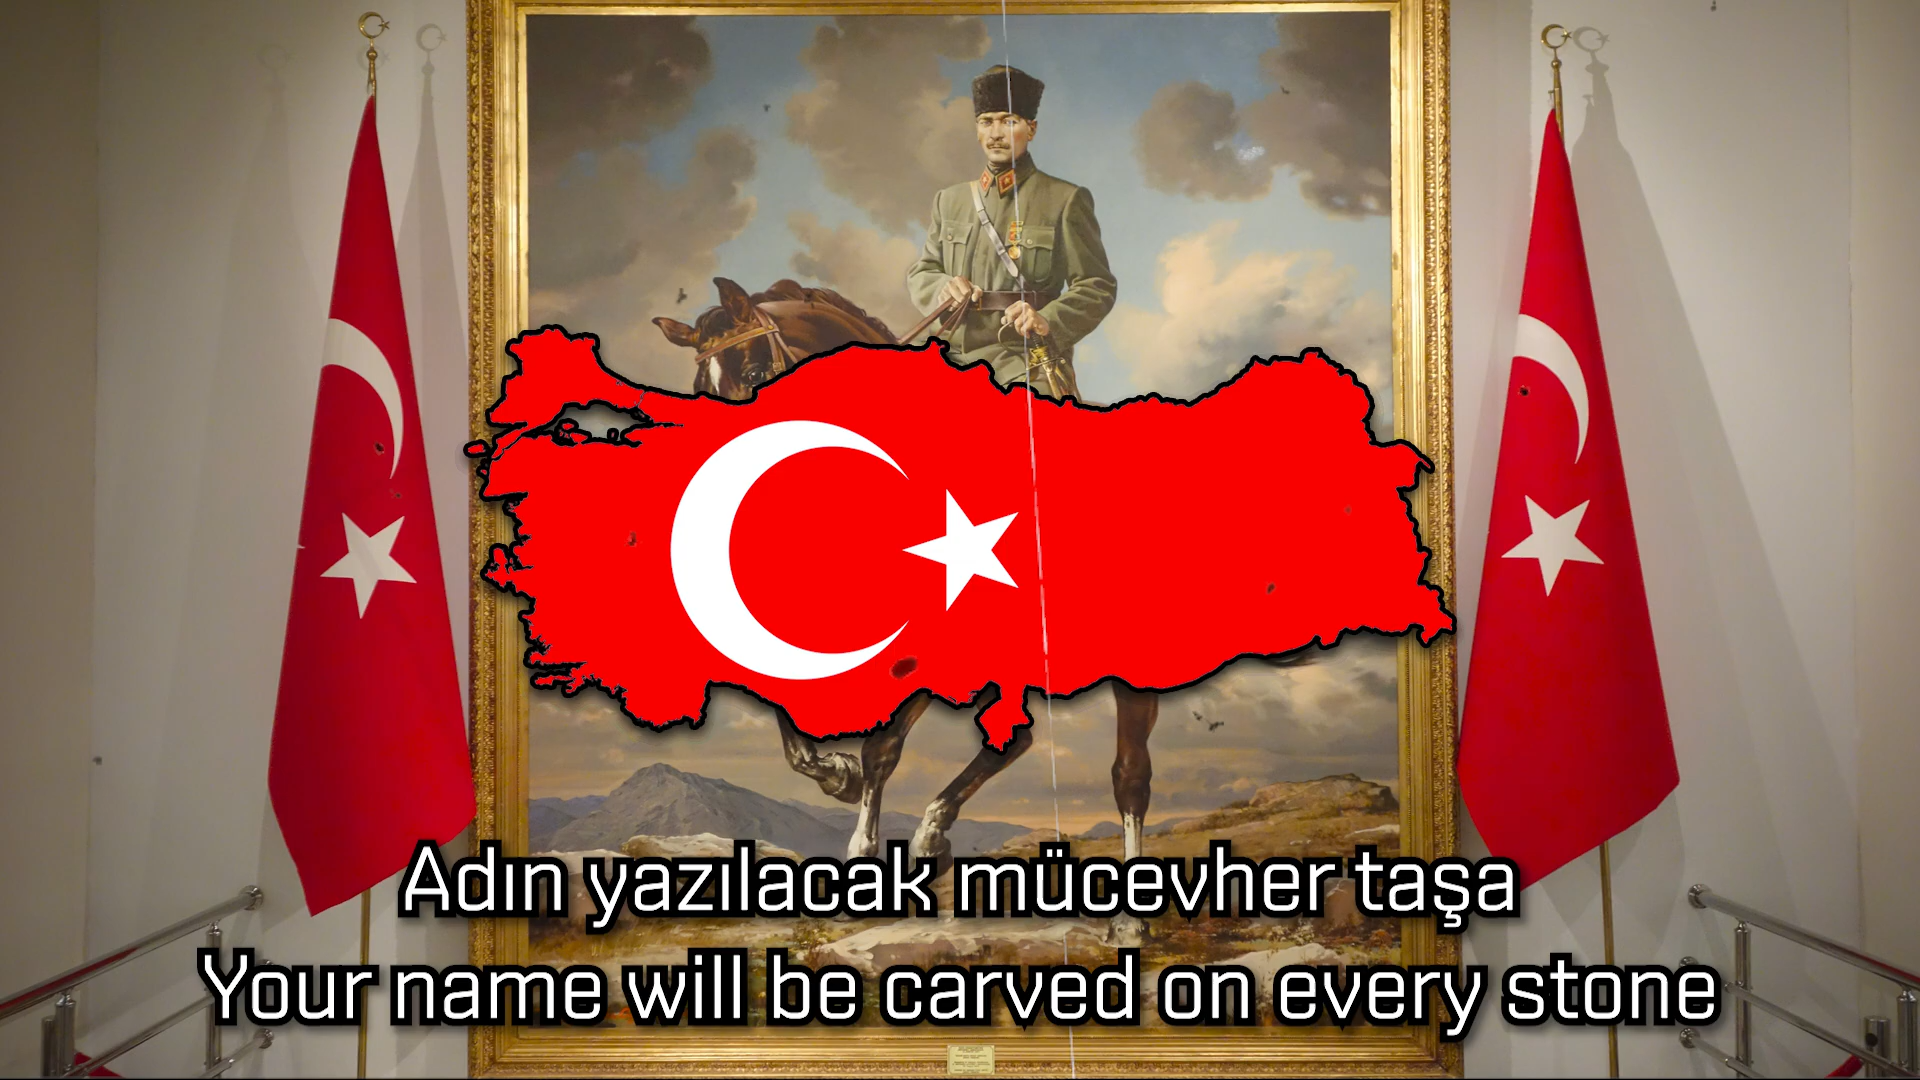 Adın yazılacak mücevher taşa
Your name will be carved on every stone